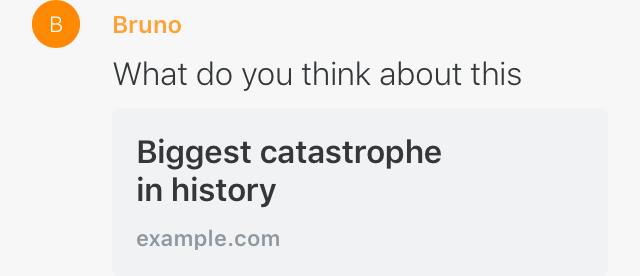 B
Bruno
What do you think about this
Biggest catastrophe
in history
example.com